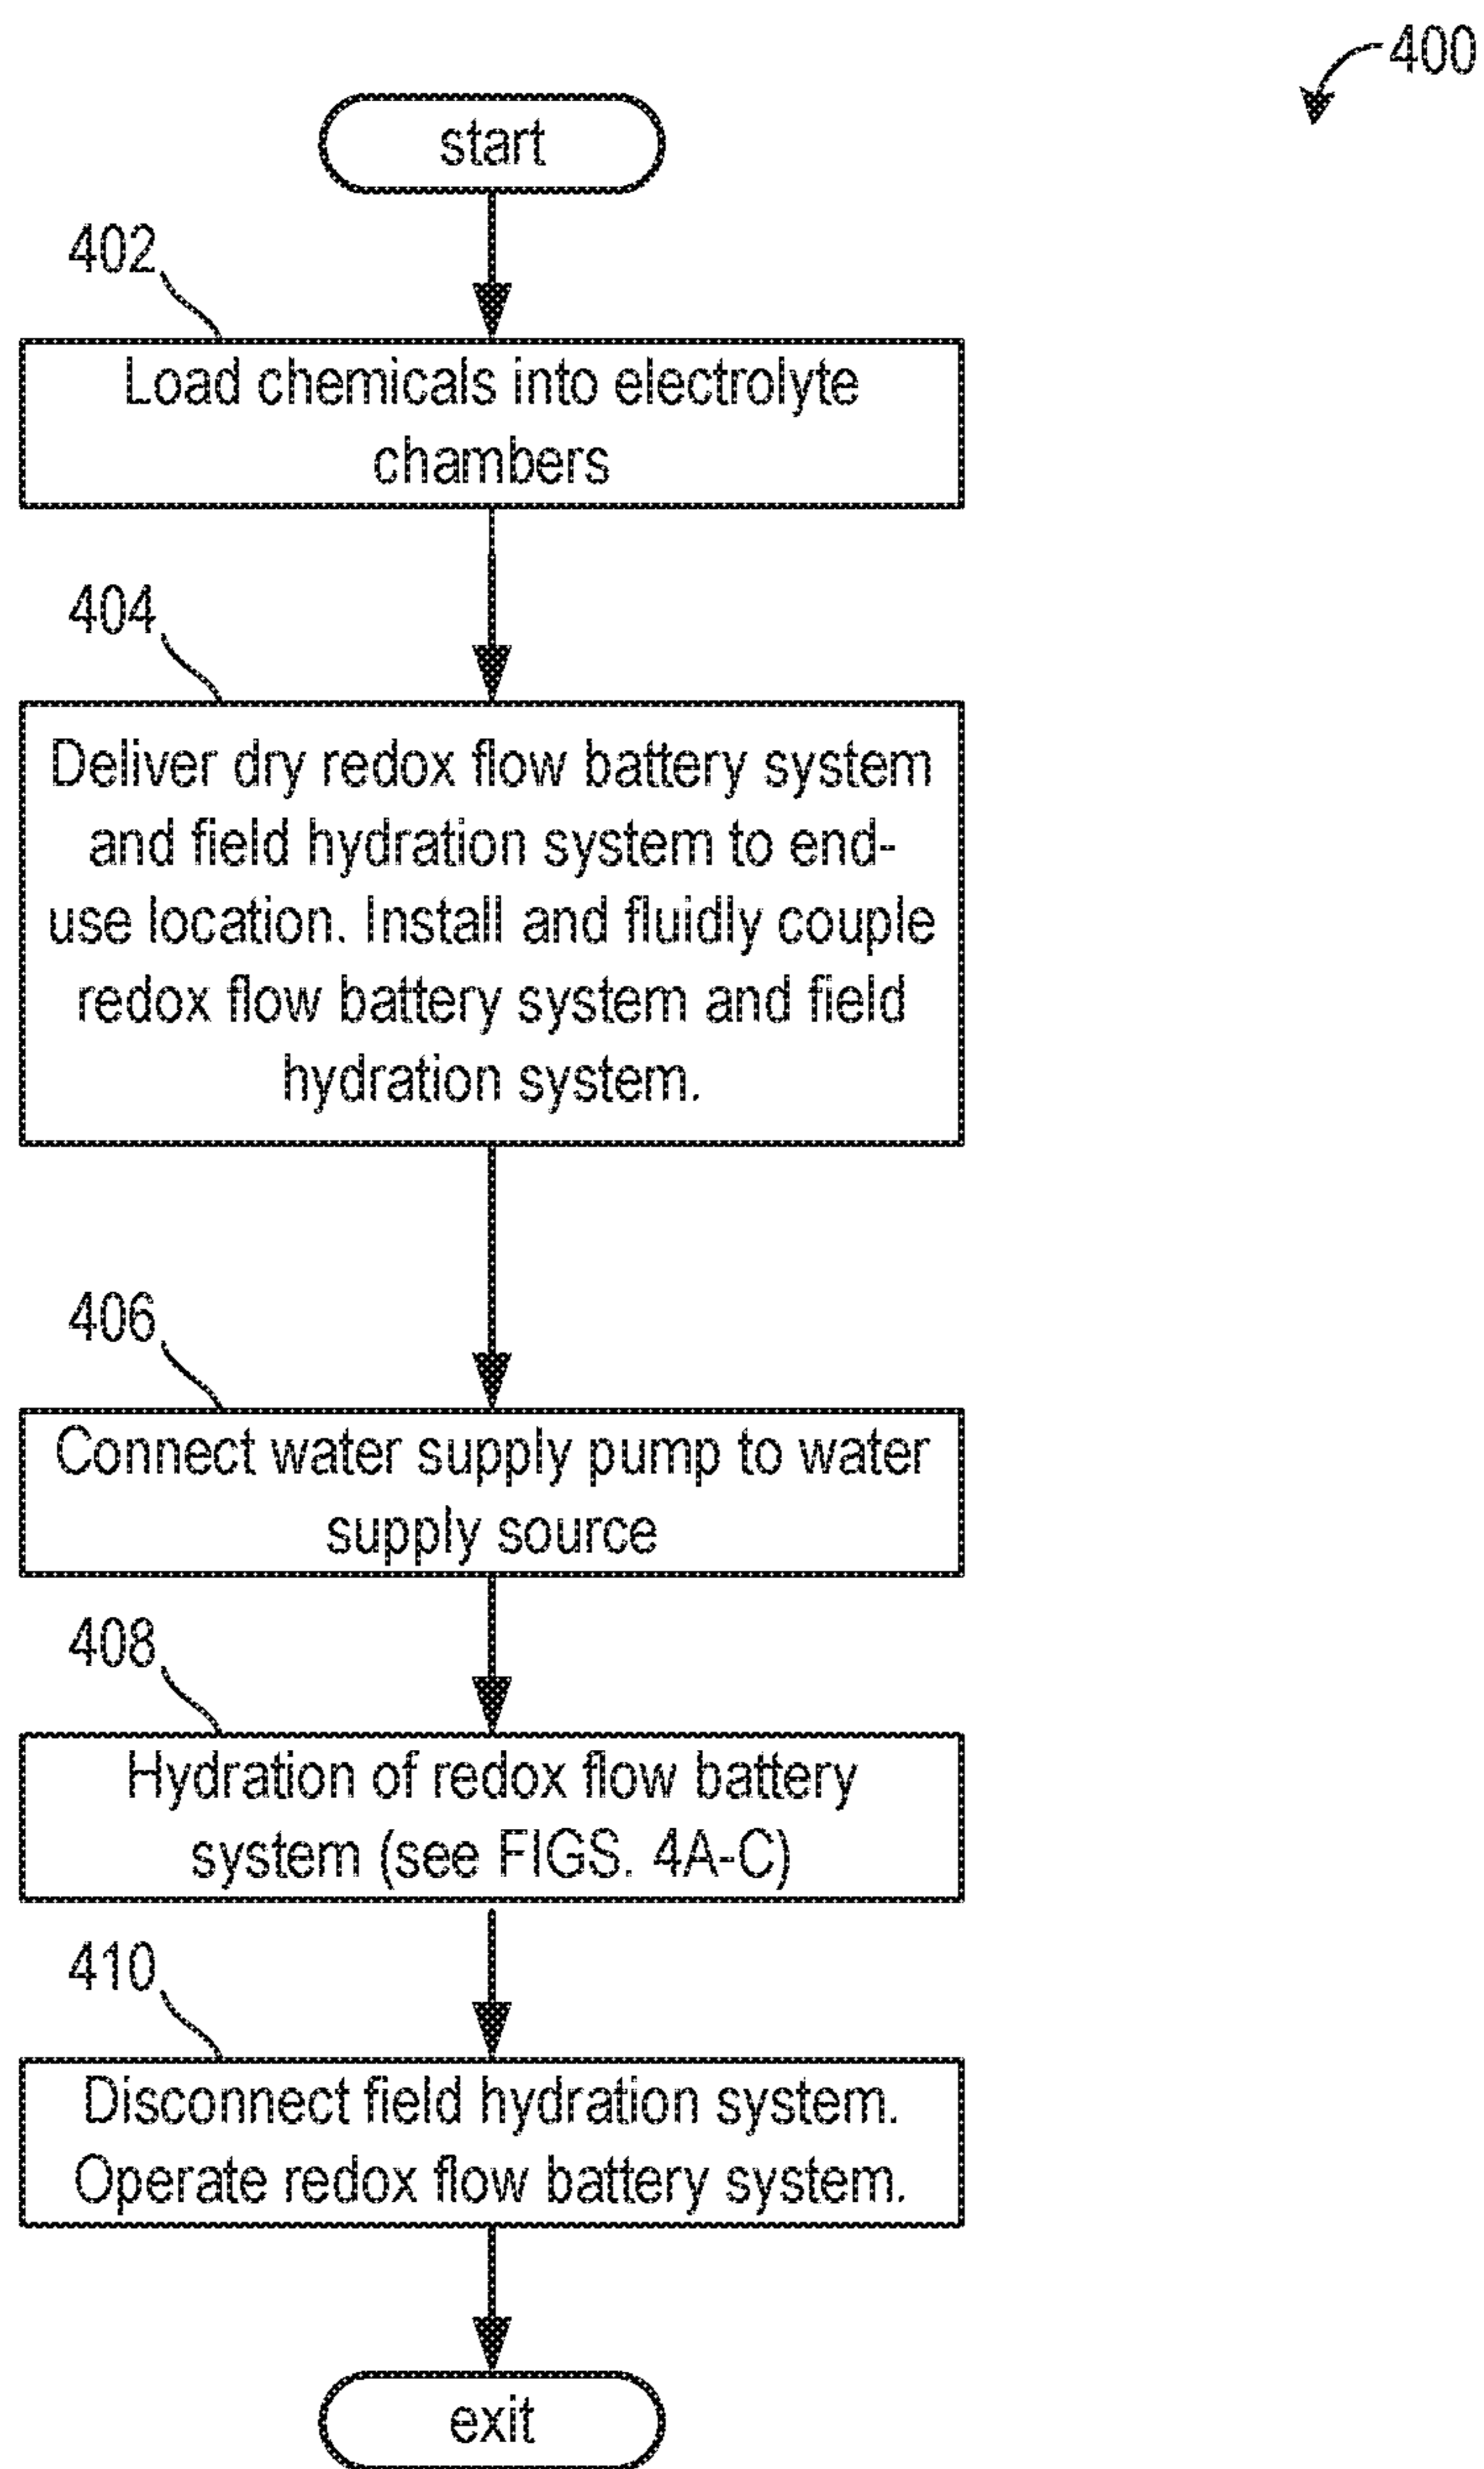 400
start
402
Load chemicals into electrolyte
chambers
404
Deliver dry redox flow battery system
and field hydration system to end-
use location. Install and fluidly couple
redox flow battery system and field
hydration system.
406
Connect water supply pump to water
supply source
408
Hydration of redox flow battery
system (see FIGS. 4A-C)
410
Disconnect field hydration system.
Operate redox flow battery system.
exit